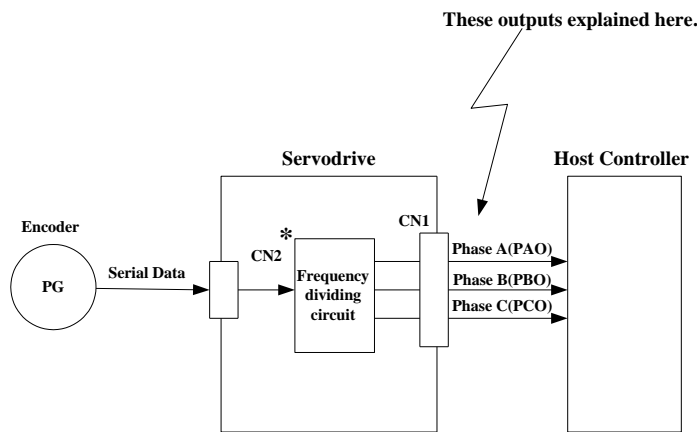 These outputs explained here.
Servodrive
Host Controller
Encoder
PG
Serial Data
CN2
*
Frequency
dividing
circuit
CN1
Phase A(PAO)
Phase B(PBO)
Phase C(PCO)